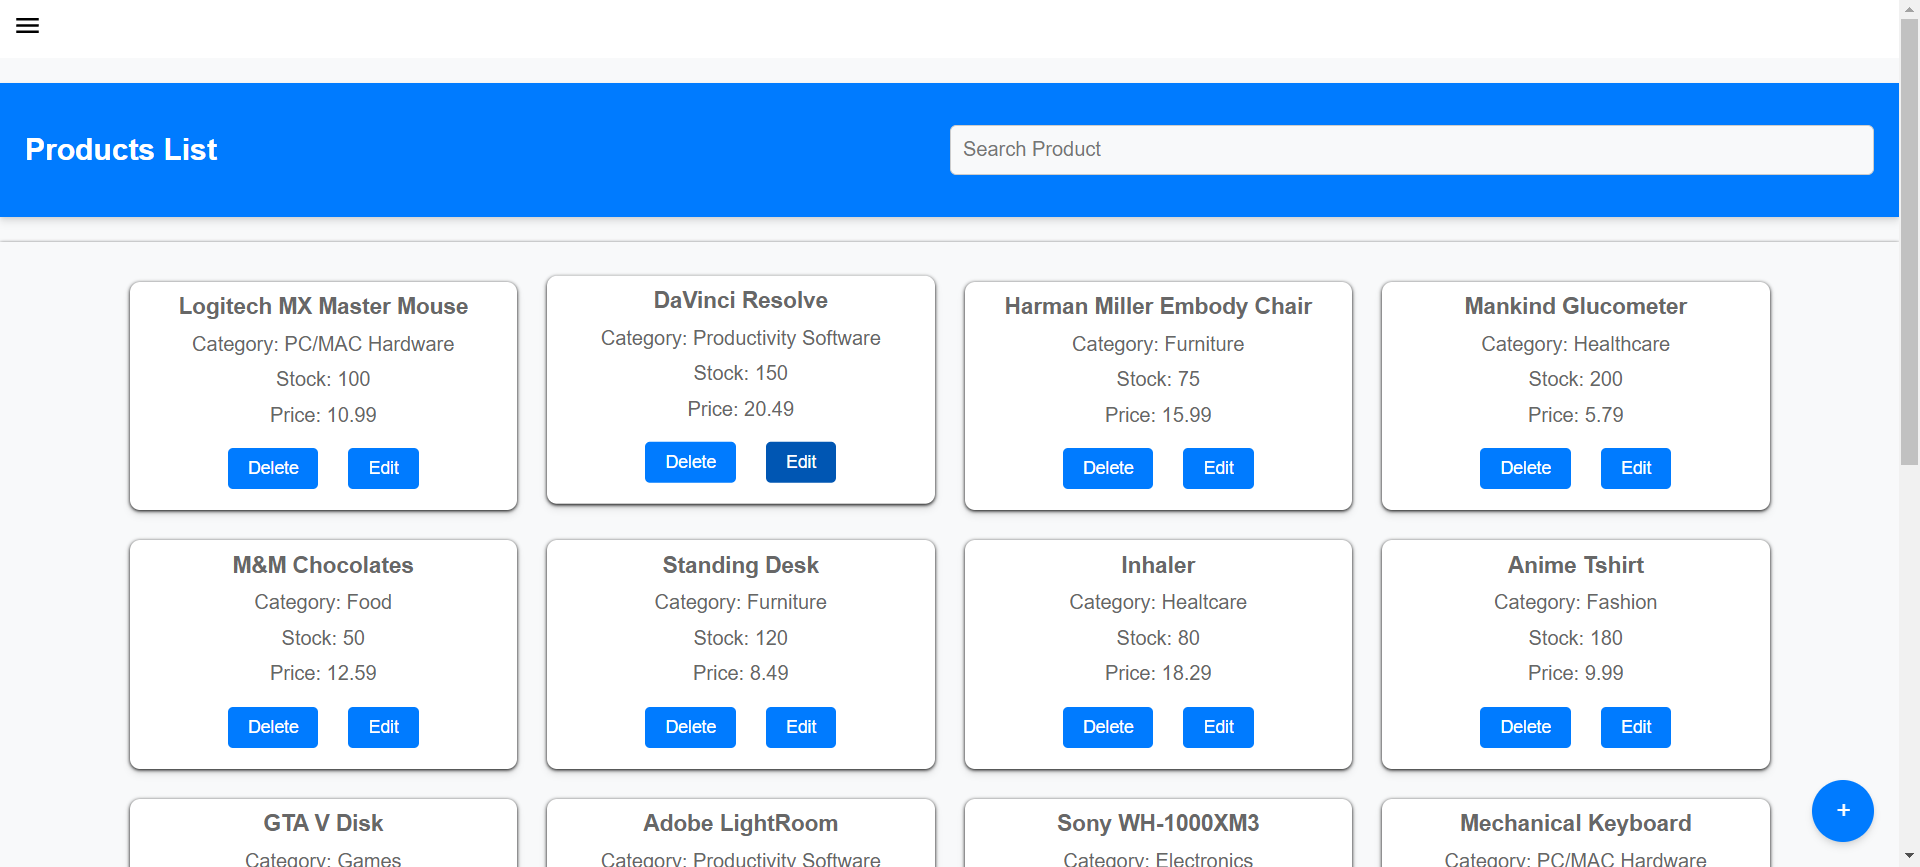 Products List
Search Product
Logitech MX Master Mouse
Category: PC/MAC Hardware
Stock: 100
Price: 10.99
Delete Edit
DaVinci Resolve
Category: Productivity Software
Stock: 150
Price: 20.49
Delete Edit
Harman Miller Embody Chair
Category: Furniture
Stock: 75
Price: 15.99
Delete Edit
Mankind Glucometer
Category: Healthcare
Stock: 200
Price: 5.79
Delete Edit
M&M Chocolates
Category: Food
Stock: 50
Price: 12.59
Delete Edit
Standing Desk
Category: Furniture
Stock: 120
Price: 8.49
Delete Edit
Inhaler
Category: Healtcare
Stock: 80
Price: 18.29
Delete Edit
Anime Tshirt
Category: Fashion
Stock: 180
Price: 9.99
Delete Edit
GTA V Disk
Category: Games
Adobe LightRoom
Category: Productivity Software
Sony WH-1000XM3
Category: Electronics
Mechanical Keyboard
Category: PC/MAC Hardware
+